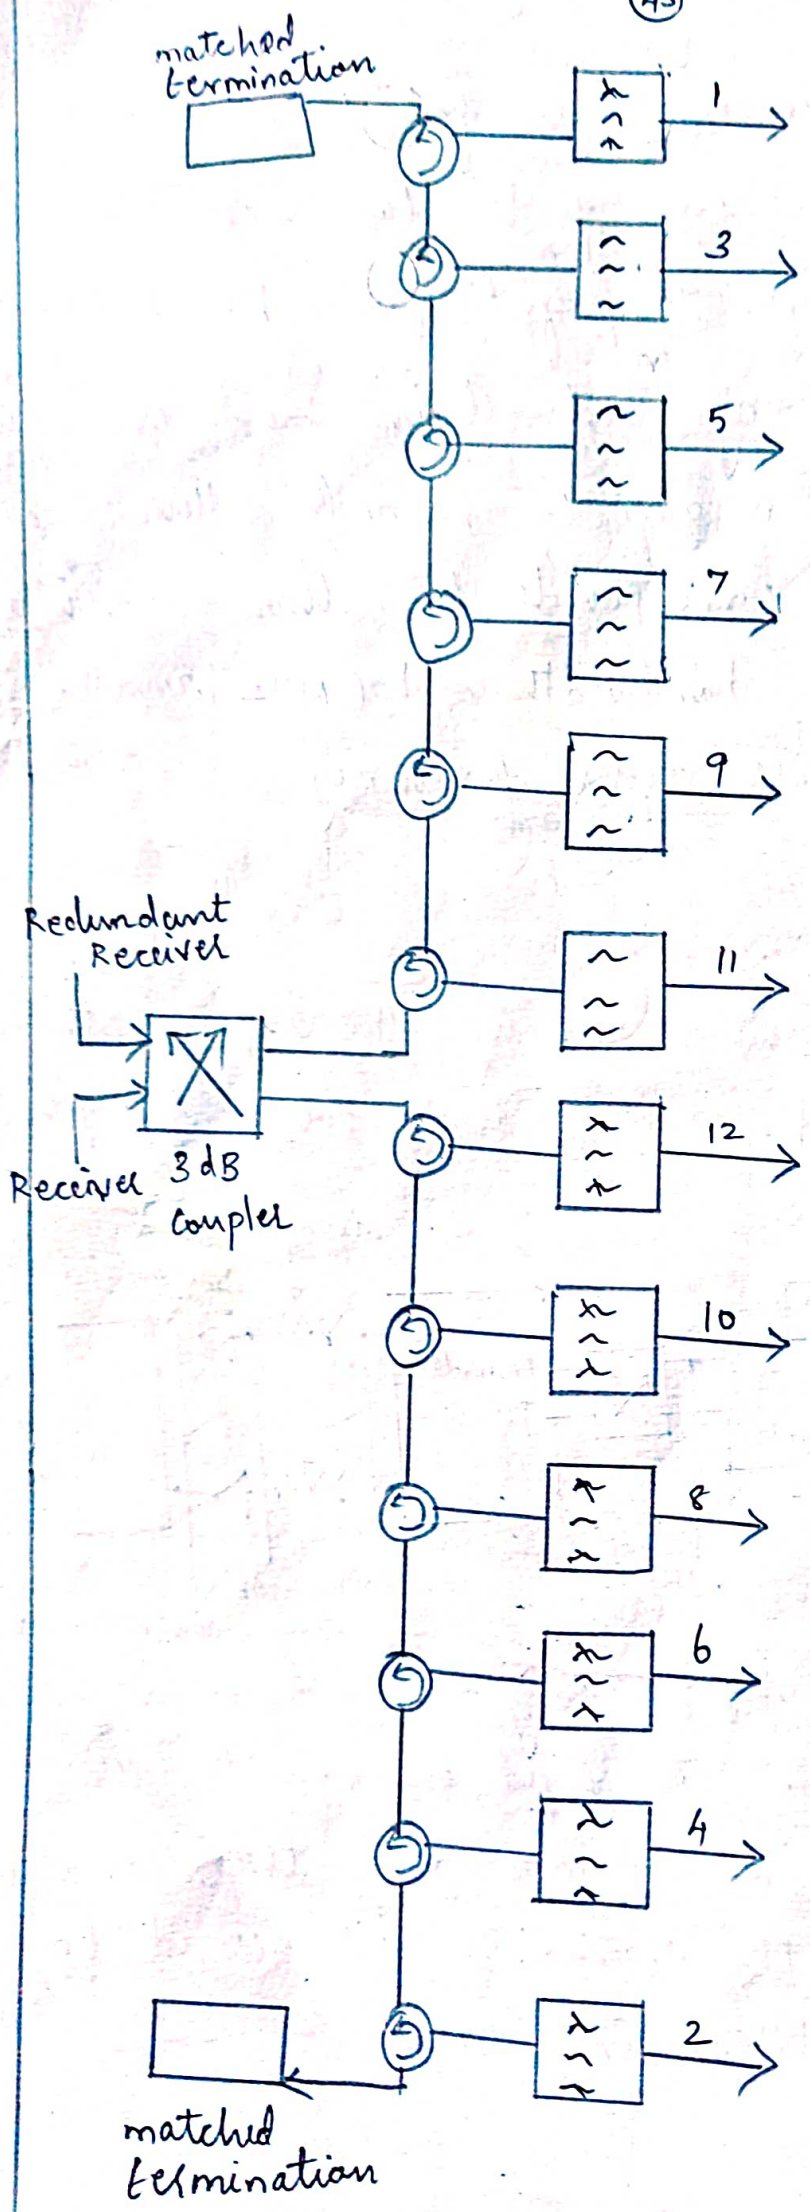 45
matched
termination
1
3
5
7
9
Redundant
Receiver
11
12
Receiver
3 dB
coupler
10
8
6
4
2
matched
termination